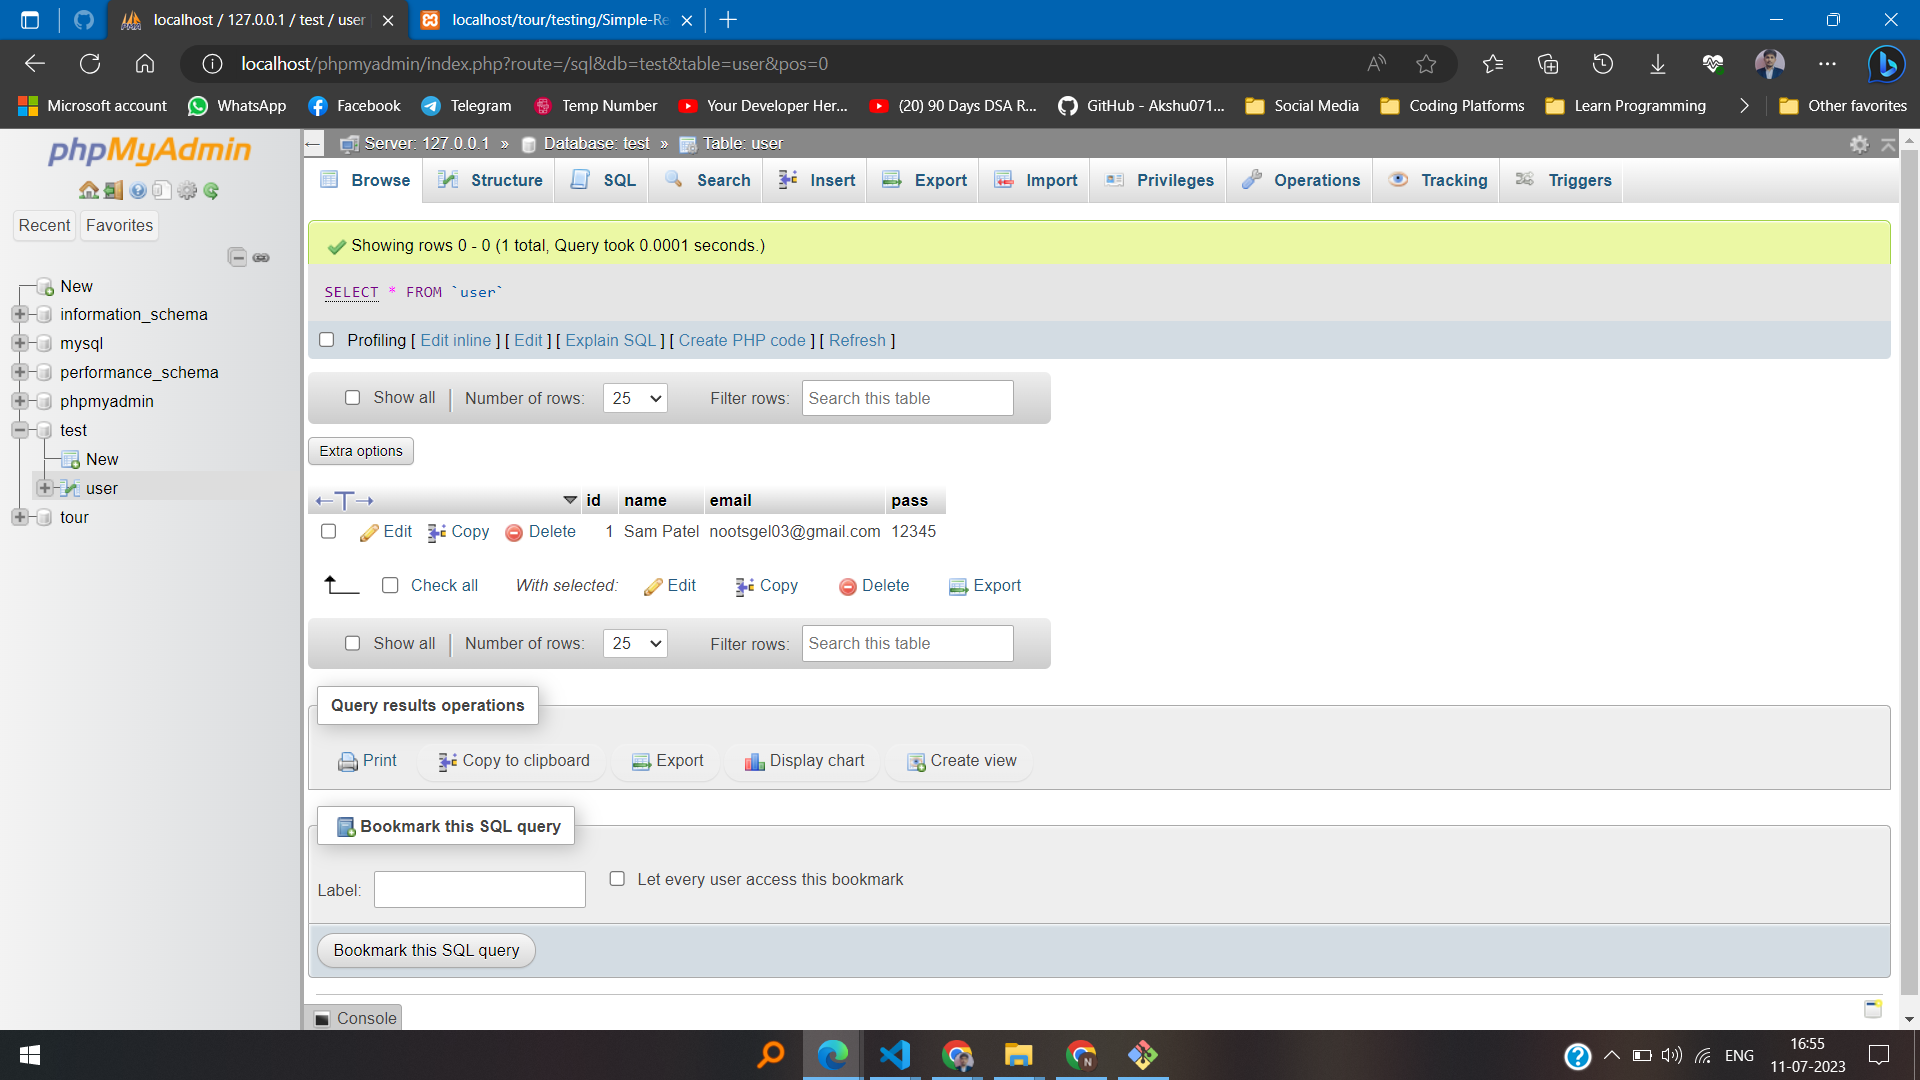 localhost / 127.0.0.1 / test / user
localhost/tour/testing/Simple-Re
localhost/phpmyadmin/index.php?route=/sql&db=test&table=user&pos=0
Microsoft account
WhatsApp
Facebook
Telegram
Temp Number
Your Developer Her...
(20) 90 Days DSA R...
GitHub - Akshu071...
Social Media
Coding Platforms
Learn Programming
Other favorites
phpMyAdmin
Recent
Favorites
New
information_schema
mysql
performance_schema
phpmyadmin
test
New
user
tour
Server: 127.0.0.1 » Database: test » Table: user
Browse
Structure
SQL
Search
Insert
Export
Import
Privileges
Operations
Tracking
Triggers
Showing rows 0 - 0 (1 total, Query took 0.0001 seconds.)
SELECT * FROM `user`
Profiling [ Edit inline ] [ Edit ] [ Explain SQL ] [ Create PHP code ] [ Refresh ]
Show all
Number of rows:
25
Filter rows:
Search this table
Extra options
id name email pass
Edit Copy Delete 1 Sam Patel nootsgel03@gmail.com 12345
Check all
With selected:
Edit
Copy
Delete
Export
Show all
Number of rows:
25
Filter rows:
Search this table
Query results operations
Print
Copy to clipboard
Export
Display chart
Create view
Bookmark this SQL query
Label:
Let every user access this bookmark
Bookmark this SQL query
Console
ENG
16:55
11-07-2023